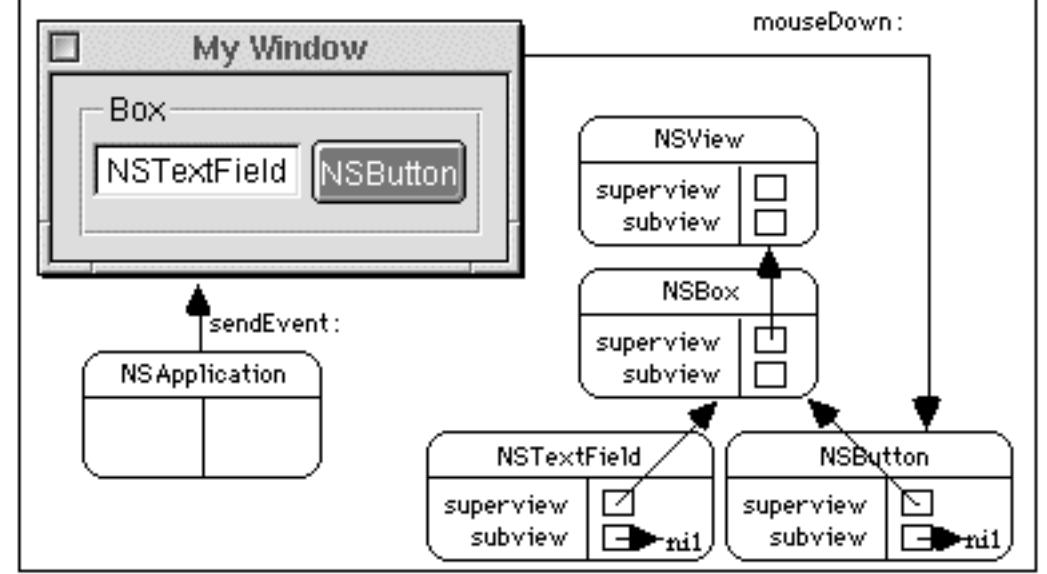 mouseDown:
My Window
Box
NSTextField
NSButton
sendEvent:
NSApplication
NSView
superview
subview
NSBox
superview
subview
NSTextField
superview
subview
nil
NSButton
superview
subview
nil